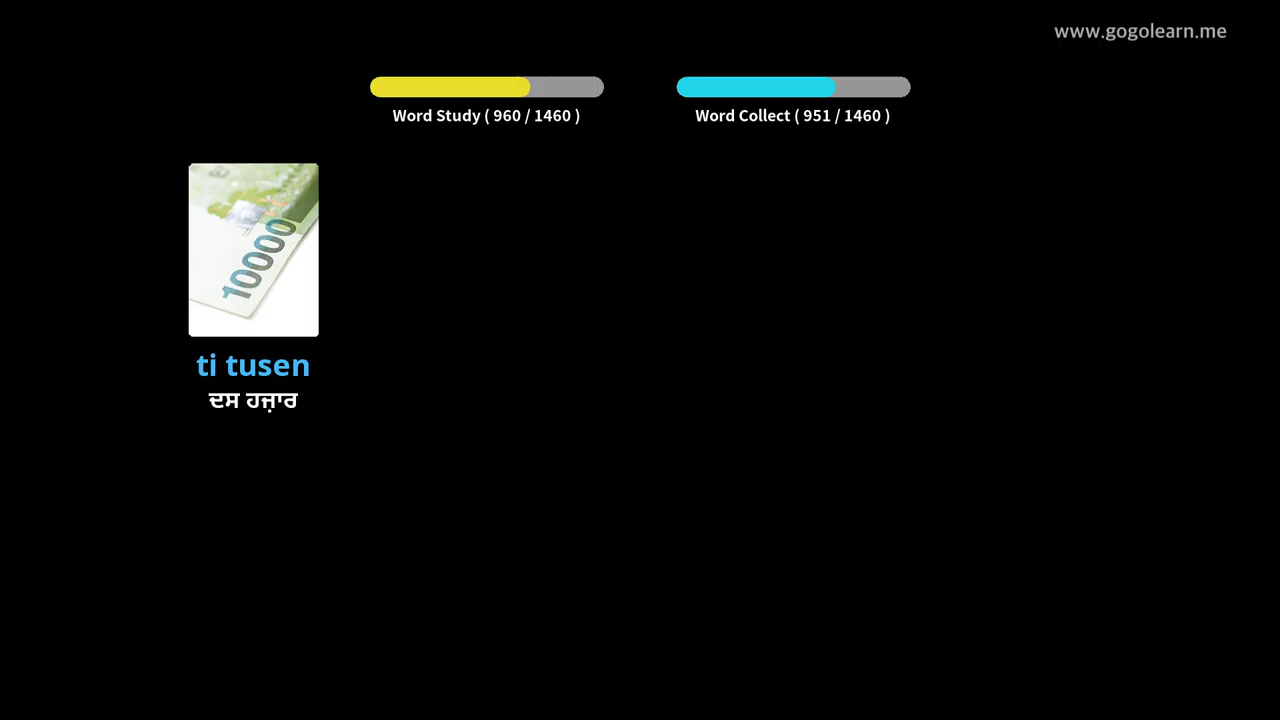 www.gogolearn.me
Word Study ( 960 / 1460 )
Word Collect ( 951 / 1460 )
10000
ti tusen
ਦਸ ਹਜ਼ਾਰ